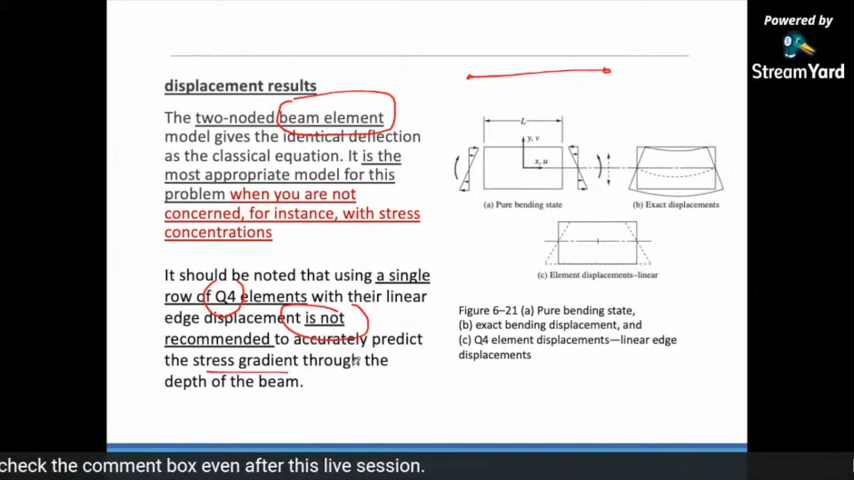 Powered by
StreamYard
displacement results
The two-noded beam element
model gives the identical deflection
as the classical equation. It is the
most appropriate model for this
problem when you are not
concerned, for instance, with stress
concentrations
It should be noted that using a single
row of Q4 elements with their linear
edge displacement is not
recommended to accurately predict
the stress gradient through the
depth of the beam.
L
y, v
x, u
(a) Pure bending state
(b) Exact displacements
(c) Element displacements–linear
Figure 6–21 (a) Pure bending state,
(b) exact bending displacement, and
(c) Q4 element displacements—linear edge
displacements
check the comment box even after this live session.